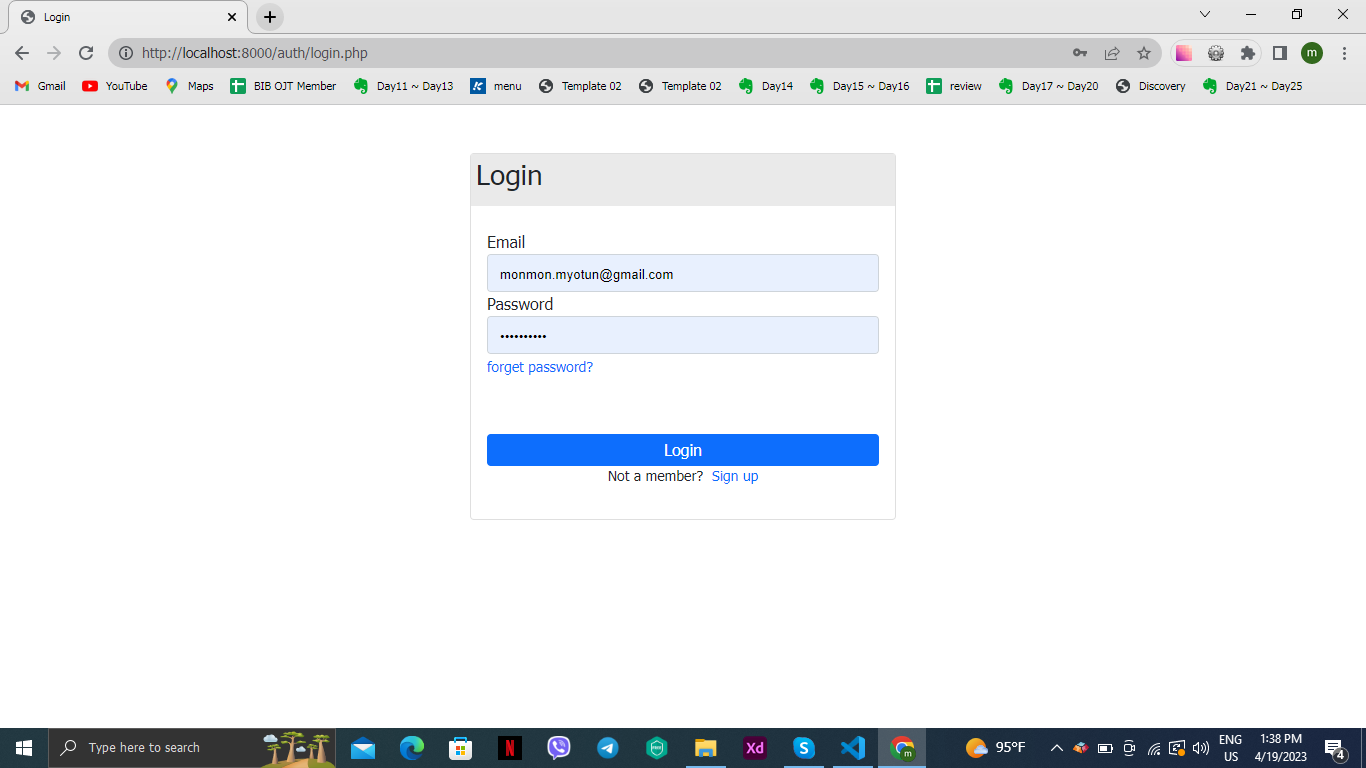 Login
http://localhost:8000/auth/login.php
m
Gmail YouTube Maps BIB OJT Member Day11 ~ Day13 menu Template 02 Template 02 Day14 Day15 ~ Day16 review Day17 ~ Day20 Discovery Day21 ~ Day25
Login
Email
monmon.myotun@gmail.com
Password
••••••••••
forget password?
Login
Not a member? Sign up
Type here to search
N
Xd
S
m
95°F
ENG
US
1:38 PM
4/19/2023
4